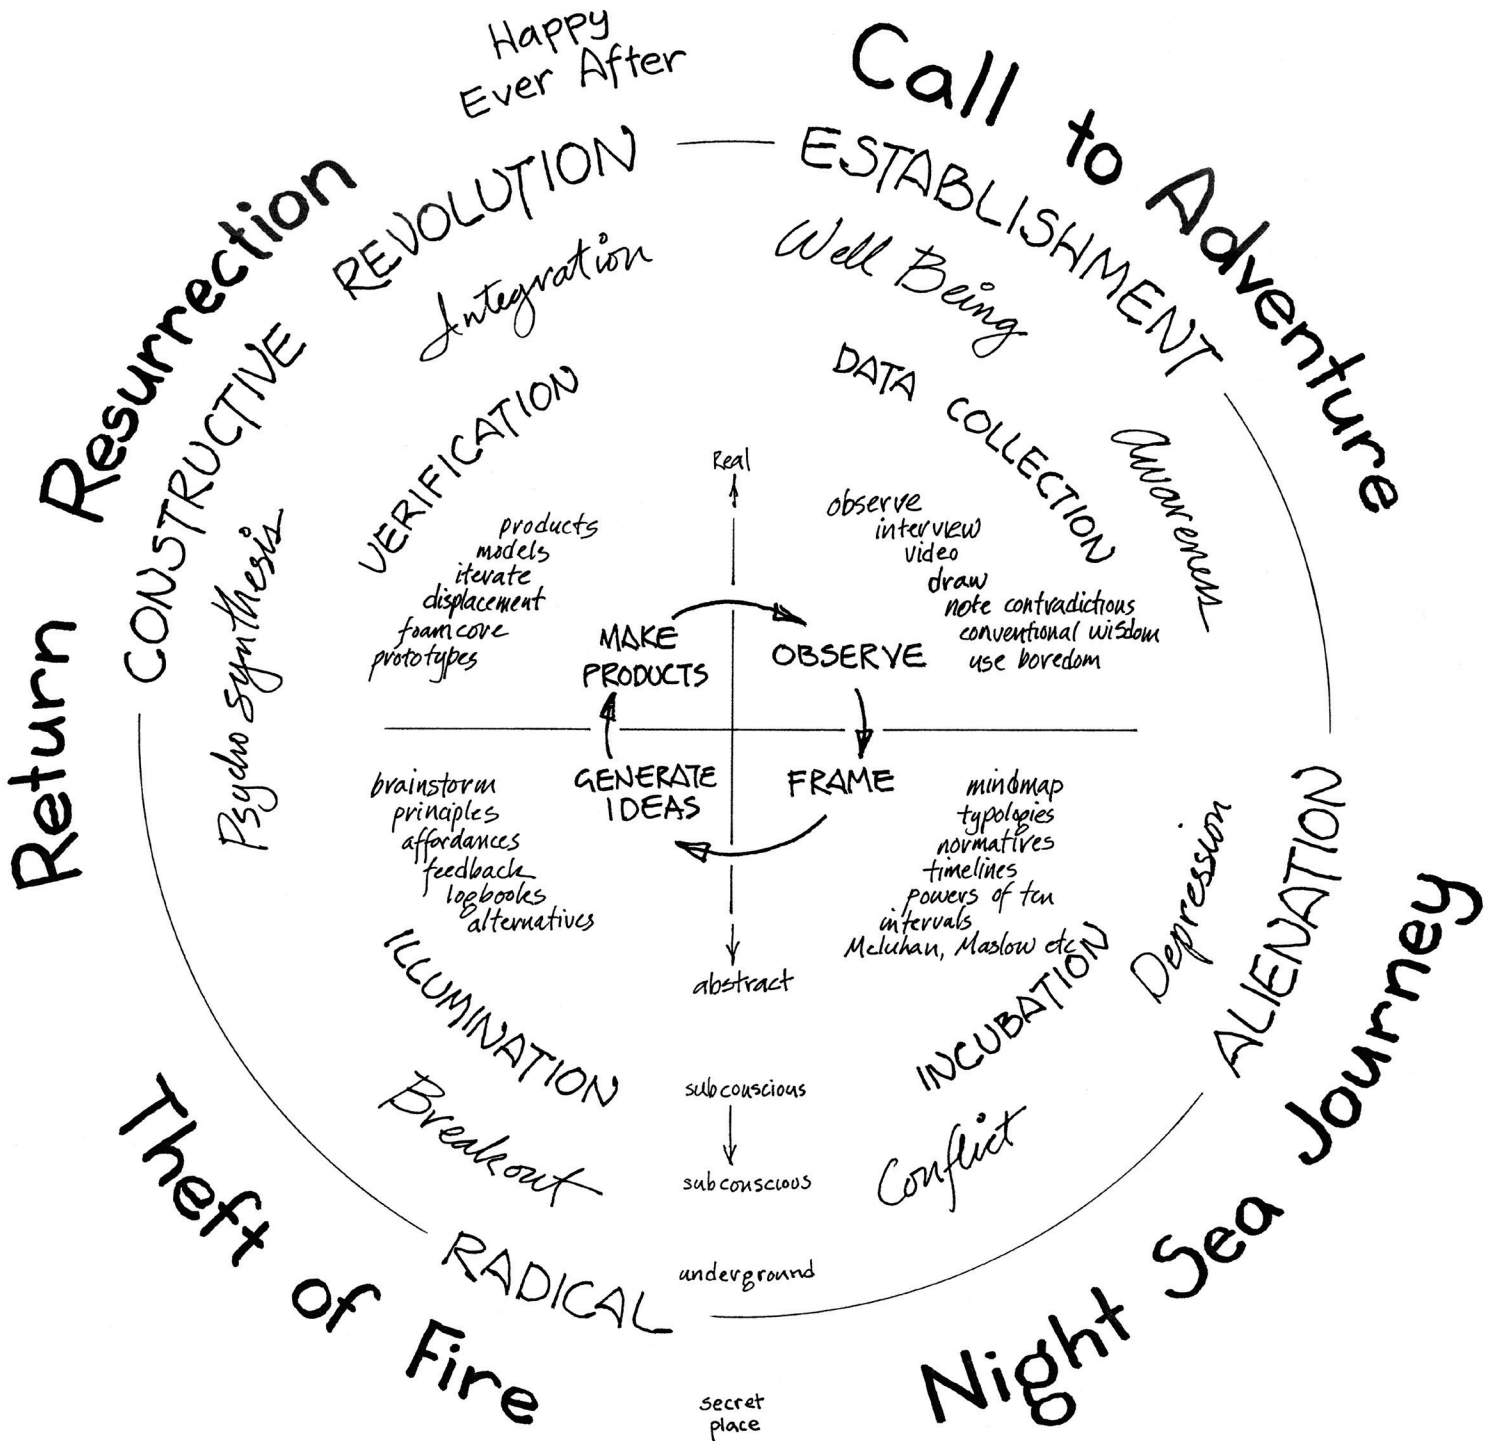 Happy
Ever After
Call to Adventure
Resurrection
Return
Theft of Fire
Night Sea Journey
REVOLUTION
ESTABLISHMENT
CONSTRUCTIVE
ALIENATION
RADICAL
Integration
Well Being
Awareness
Psycho synthesis
Depression
Breakout
Conflict
VERIFICATION
DATA COLLECTION
Real
products
models
iterate
displacement
foamcore
prototypes
observe
interview
video
draw
note contradictions
conventional wisdom
use boredom
MAKE
PRODUCTS
OBSERVE
GENERATE
IDEAS
FRAME
brainstorm
principles
affordances
feedback
logbooks
alternatives
mindmap
typologies
normatives
timelines
powers of ten
intervals
Mcluhan, Maslow etc
abstract
ILLUMINATION
INCUBATION
subconscious
subconscious
underground
secret
place